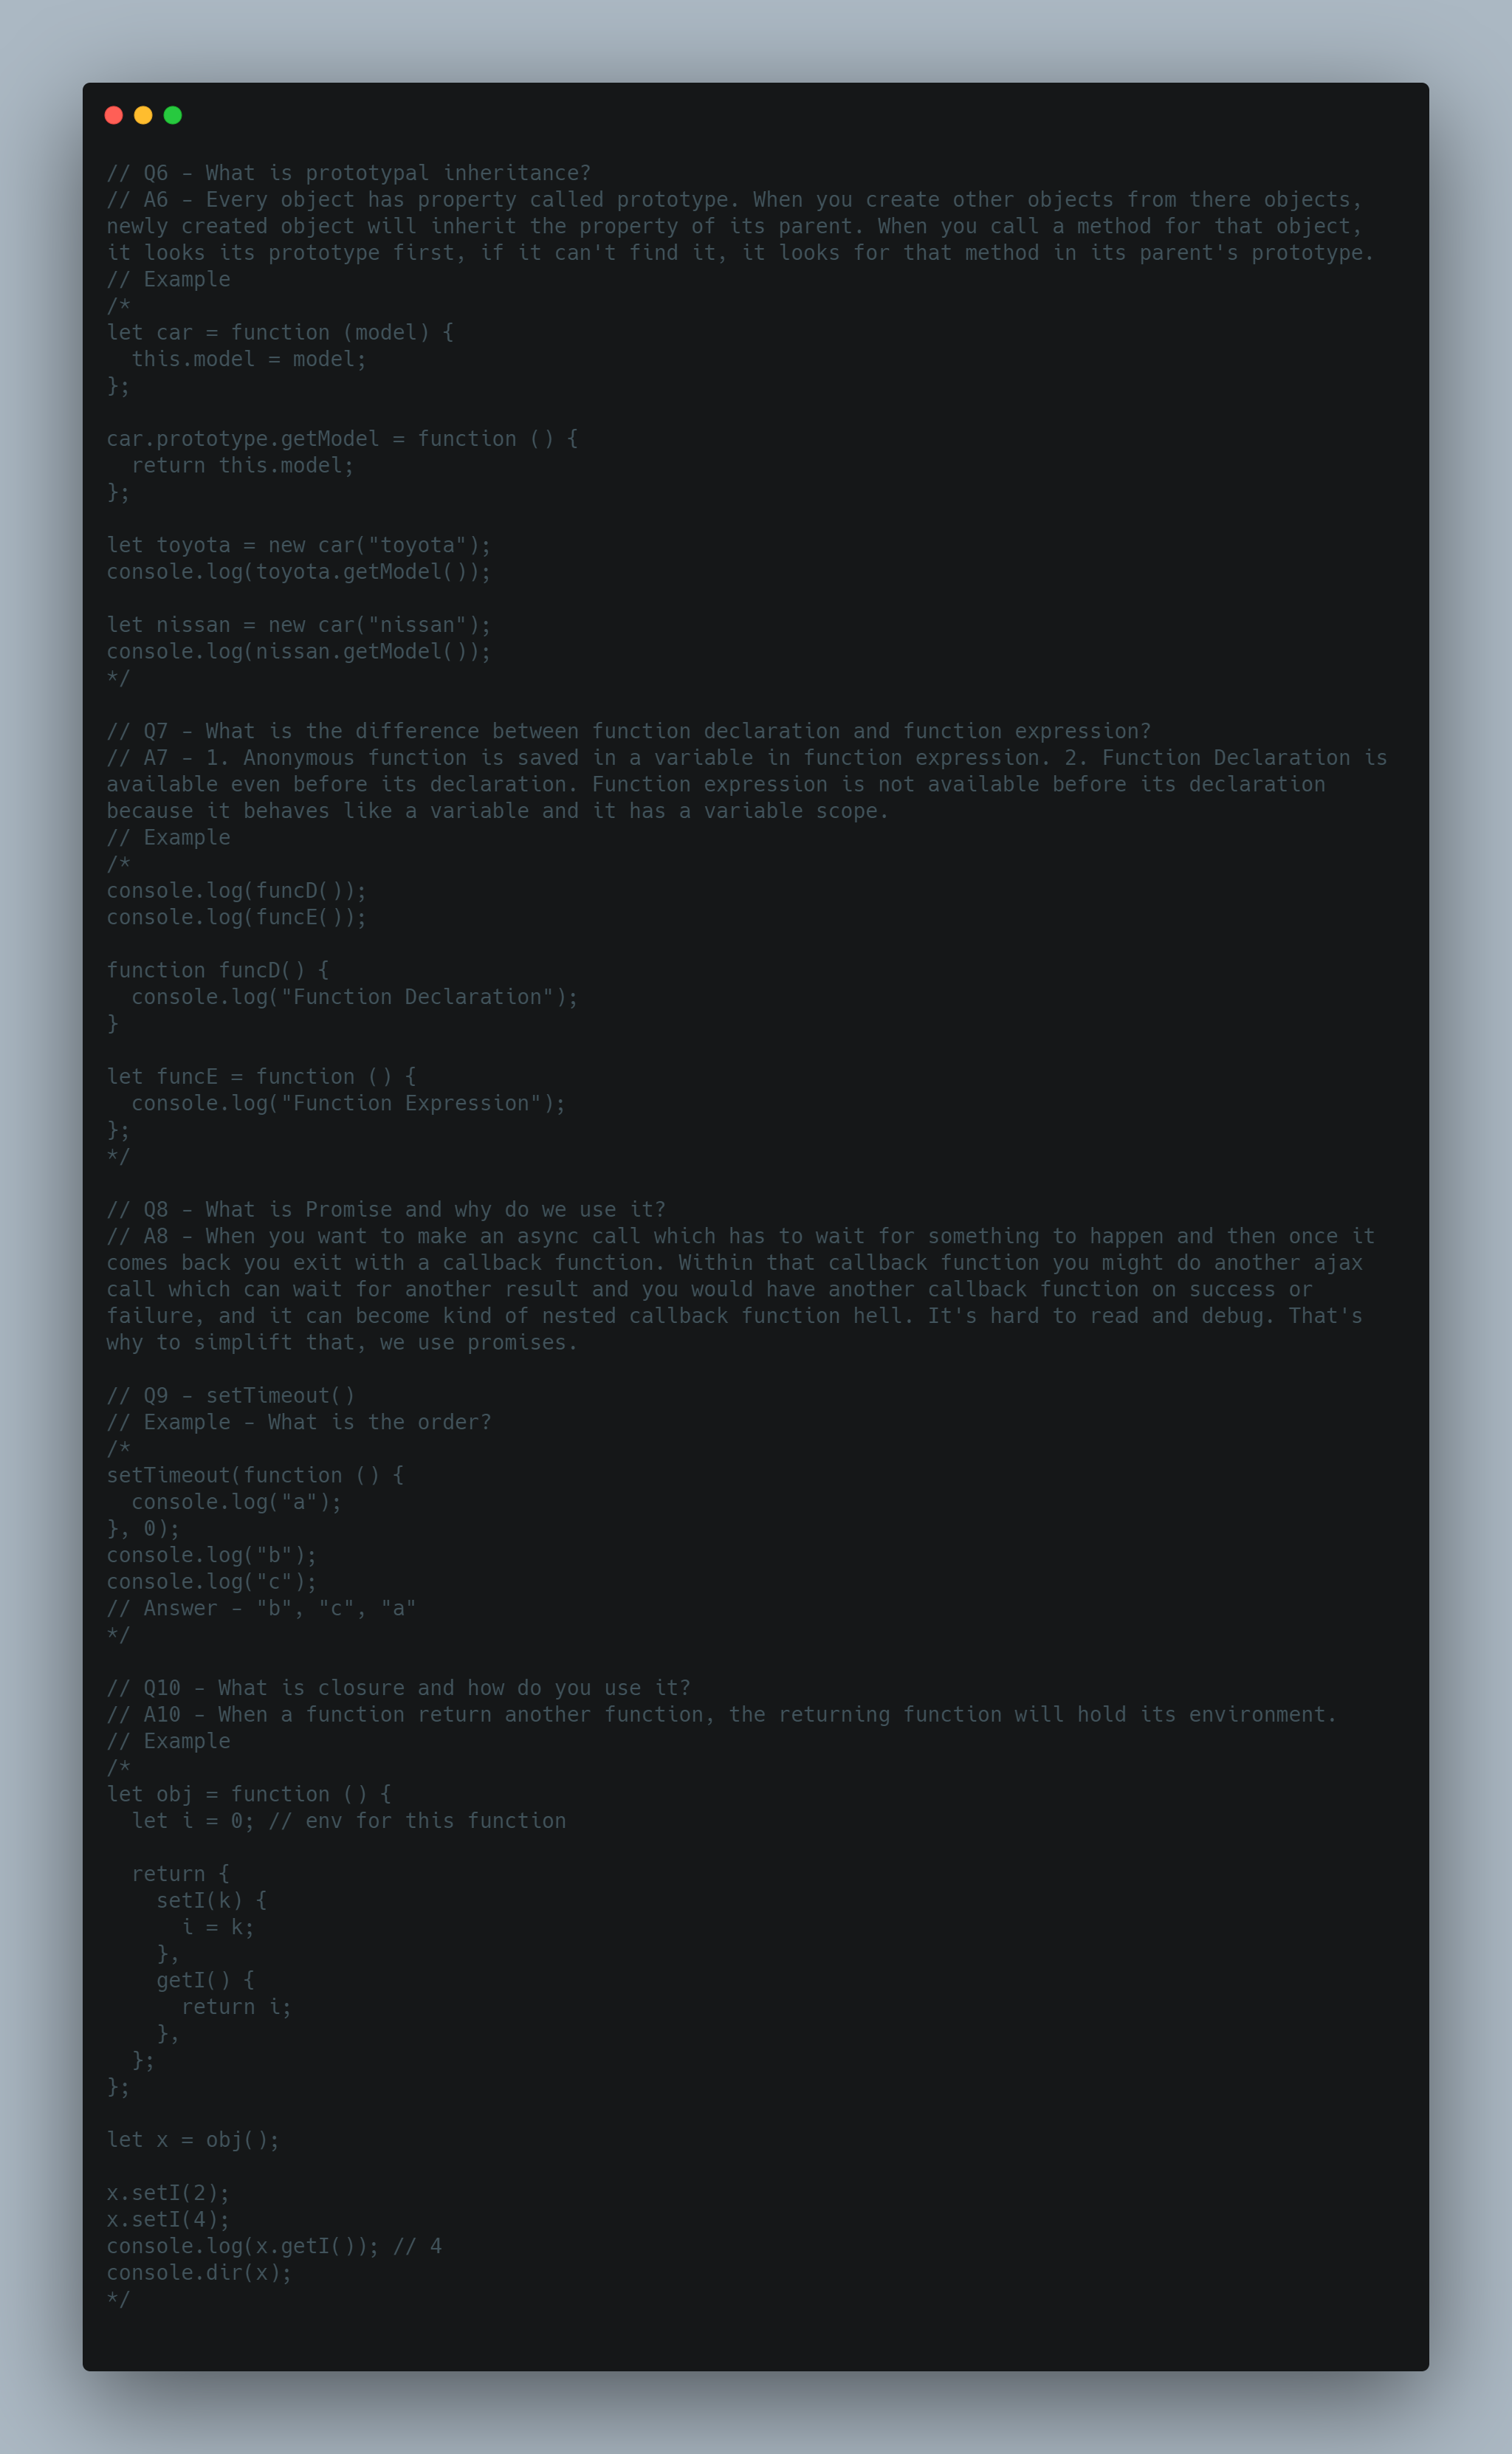 // Q6 - What is prototypal inheritance?
// A6 - Every object has property called prototype. When you create other objects from there objects,
newly created object will inherit the property of its parent. When you call a method for that object,
it looks its prototype first, if it can't find it, it looks for that method in its parent's prototype.
// Example
/*
let car = function (model) {
  this.model = model;
};

car.prototype.getModel = function () {
  return this.model;
};

let toyota = new car("toyota");
console.log(toyota.getModel());

let nissan = new car("nissan");
console.log(nissan.getModel());
*/

// Q7 - What is the difference between function declaration and function expression?
// A7 - 1. Anonymous function is saved in a variable in function expression. 2. Function Declaration is
available even before its declaration. Function expression is not available before its declaration
because it behaves like a variable and it has a variable scope.
// Example
/*
console.log(funcD());
console.log(funcE());

function funcD() {
  console.log("Function Declaration");
}

let funcE = function () {
  console.log("Function Expression");
};
*/

// Q8 - What is Promise and why do we use it?
// A8 - When you want to make an async call which has to wait for something to happen and then once it
comes back you exit with a callback function. Within that callback function you might do another ajax
call which can wait for another result and you would have another callback function on success or
failure, and it can become kind of nested callback function hell. It's hard to read and debug. That's
why to simplift that, we use promises.

// Q9 - setTimeout()
// Example - What is the order?
/*
setTimeout(function () {
  console.log("a");
}, 0);
console.log("b");
console.log("c");
// Answer - "b", "c", "a"
*/

// Q10 - What is closure and how do you use it?
// A10 - When a function return another function, the returning function will hold its environment.
// Example
/*
let obj = function () {
  let i = 0; // env for this function

  return {
    setI(k) {
      i = k;
    },
    getI() {
      return i;
    },
  };
};

let x = obj();

x.setI(2);
x.setI(4);
console.log(x.getI()); // 4
console.dir(x);
*/